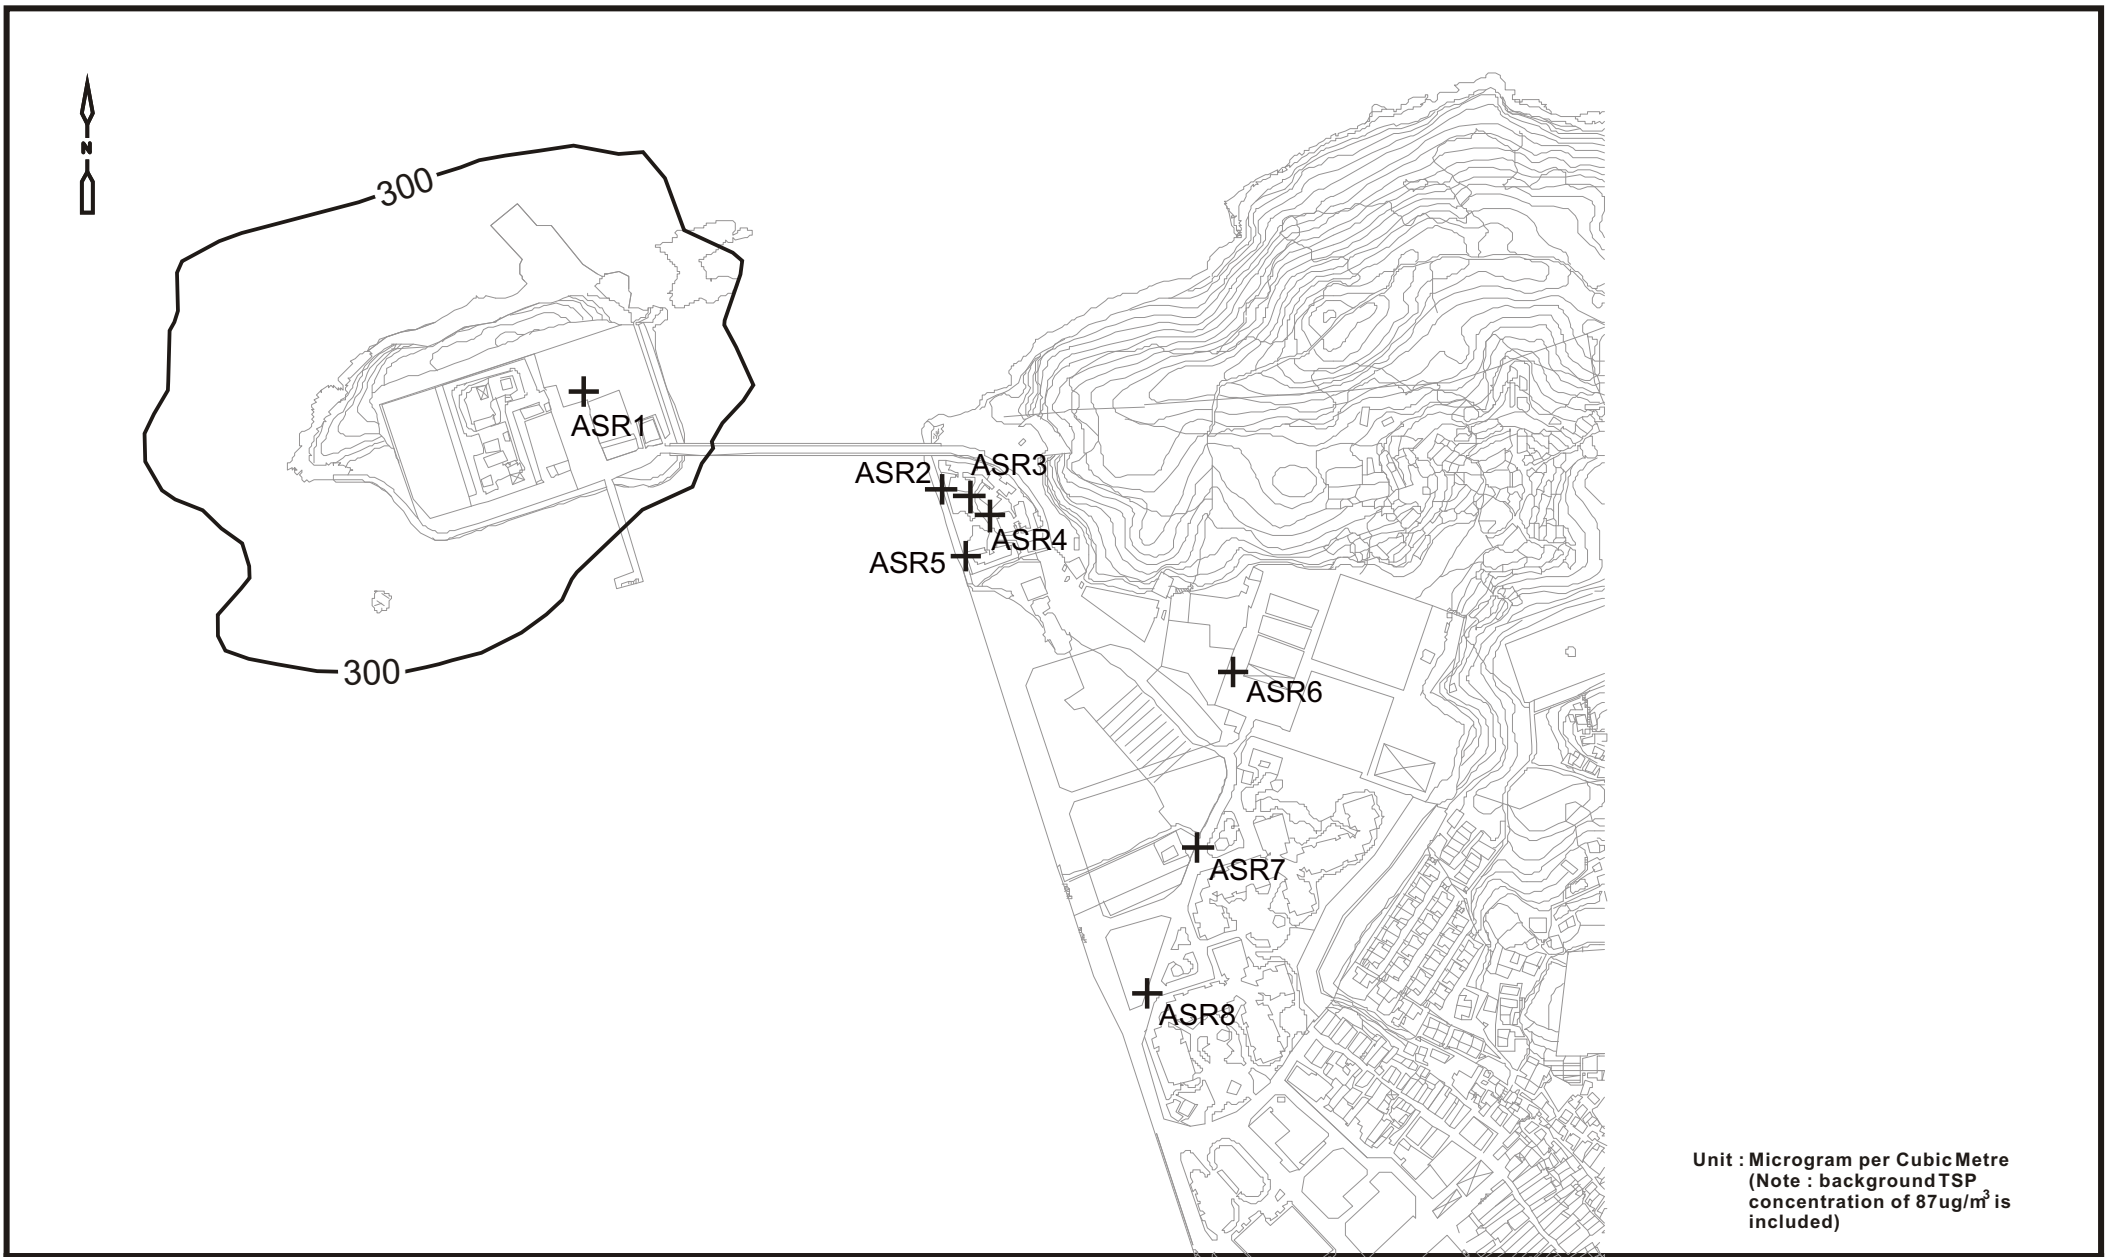 N
300
ASR1
ASR2
ASR3
ASR4
ASR5
300
ASR6
ASR7
ASR8
Unit : Microgram per Cubic Metre
(Note : background TSP
concentration of 87ug/m³ is
included)